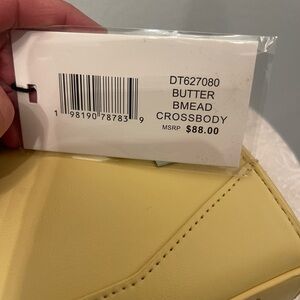 DT627080
BUTTER
BMEAD
CROSSBODY
MSRP $88.00
1 98190 78783 9